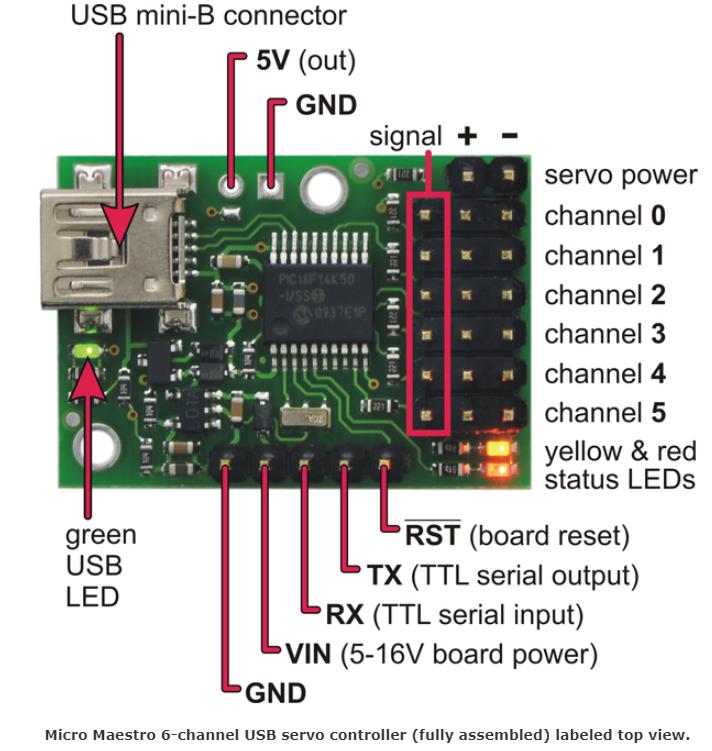 USB mini-B connector
5V (out)
GND
signal + -
servo power
channel 0
channel 1
channel 2
channel 3
channel 4
channel 5
yellow & red
status LEDs
PIC18F14K50
-I/SS
0937E1P
green
USB
LED
RST (board reset)
TX (TTL serial output)
RX (TTL serial input)
VIN (5-16V board power)
GND
Micro Maestro 6-channel USB servo controller (fully assembled) labeled top view.